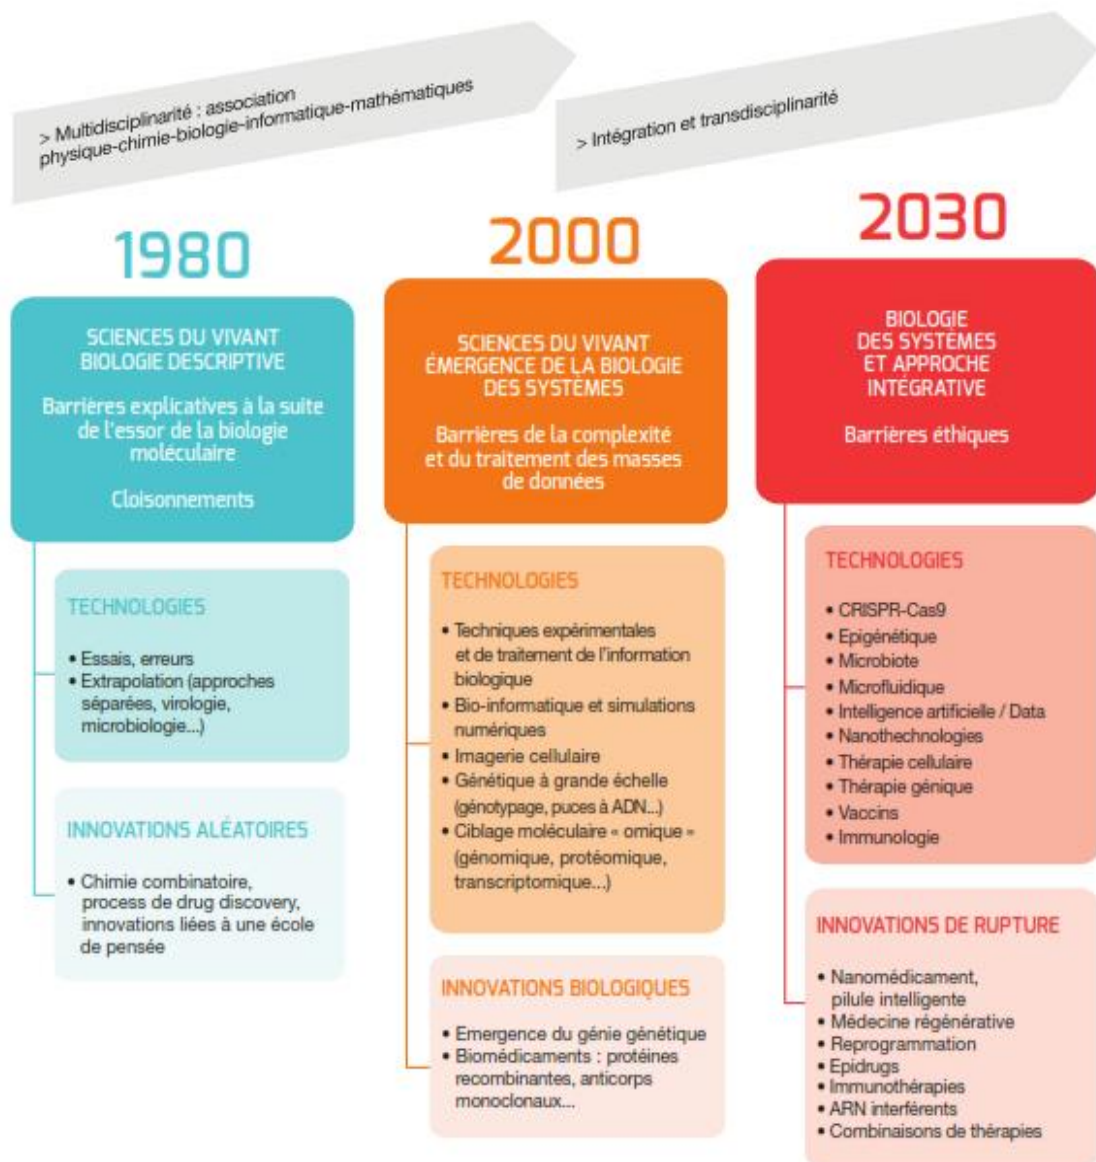 > Multidisciplinarité : association
physique-chimie-biologie-informatique-mathématiques
> Intégration et transdisciplinarité
1980
SCIENCES DU VIVANT
BIOLOGIE DESCRIPTIVE
Barrières explicatives à la suite
de l'essor de la biologie
moléculaire
Cloisonnements
TECHNOLOGIES
• Essais, erreurs
• Extrapolation (approches
séparées, virologie,
microbiologie...)
INNOVATIONS ALÉATOIRES
• Chimie combinatoire,
process de drug discovery,
innovations liées à une école
de pensée
2000
SCIENCES DU VIVANT
ÉMERGENCE DE LA BIOLOGIE
DES SYSTÈMES
Barrières de la complexité
et du traitement des masses
de données
TECHNOLOGIES
• Techniques expérimentales
et de traitement de l'information
biologique
• Bio-informatique et simulations
numériques
• Imagerie cellulaire
• Génétique à grande échelle
(génotypage, puces à ADN...)
• Ciblage moléculaire « omique »
(génomique, protéomique,
transcriptomique...)
INNOVATIONS BIOLOGIQUES
• Emergence du génie génétique
• Biomédicaments : protéines
recombinantes, anticorps
monoclonaux...
2030
BIOLOGIE
DES SYSTÈMES
ET APPROCHE
INTÉGRATIVE
Barrières éthiques
TECHNOLOGIES
• CRISPR-Cas9
• Epigénétique
• Microbiote
• Microfluidique
• Intelligence artificielle / Data
• Nanothechnologies
• Thérapie cellulaire
• Thérapie génique
• Vaccins
• Immunologie
INNOVATIONS DE RUPTURE
• Nanomédicament,
pilule intelligente
• Médecine régénérative
• Reprogrammation
• Epidrugs
• Immunothérapies
• ARN interférents
• Combinaisons de thérapies